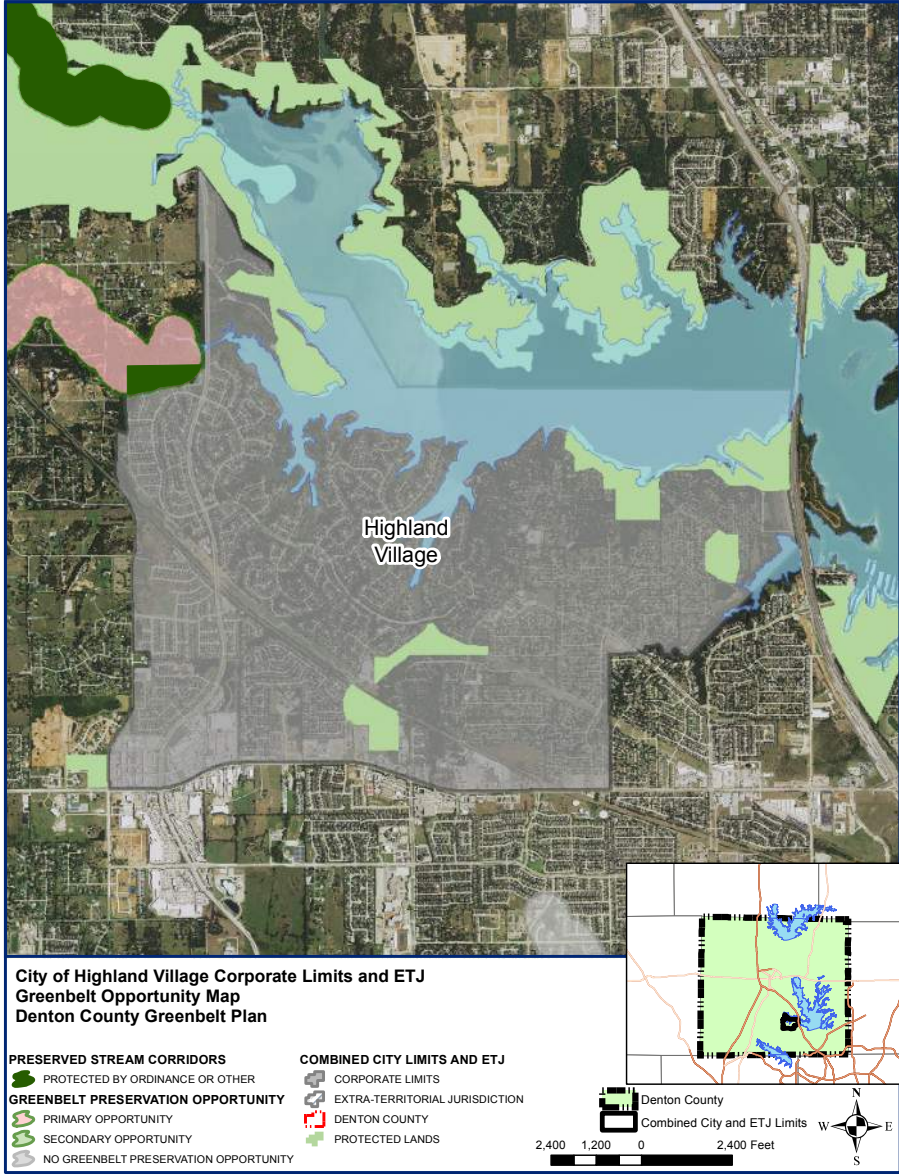 Highland
Village
City of Highland Village Corporate Limits and ETJ
Greenbelt Opportunity Map
Denton County Greenbelt Plan
PRESERVED STREAM CORRIDORS
PROTECTED BY ORDINANCE OR OTHER
GREENBELT PRESERVATION OPPORTUNITY
PRIMARY OPPORTUNITY
SECONDARY OPPORTUNITY
NO GREENBELT PRESERVATION OPPORTUNITY
COMBINED CITY LIMITS AND ETJ
CORPORATE LIMITS
EXTRA-TERRITORIAL JURISDICTION
DENTON COUNTY
PROTECTED LANDS
Denton County
Combined City and ETJ Limits
2,400 1,200 0 2,400 Feet
N
W E
S